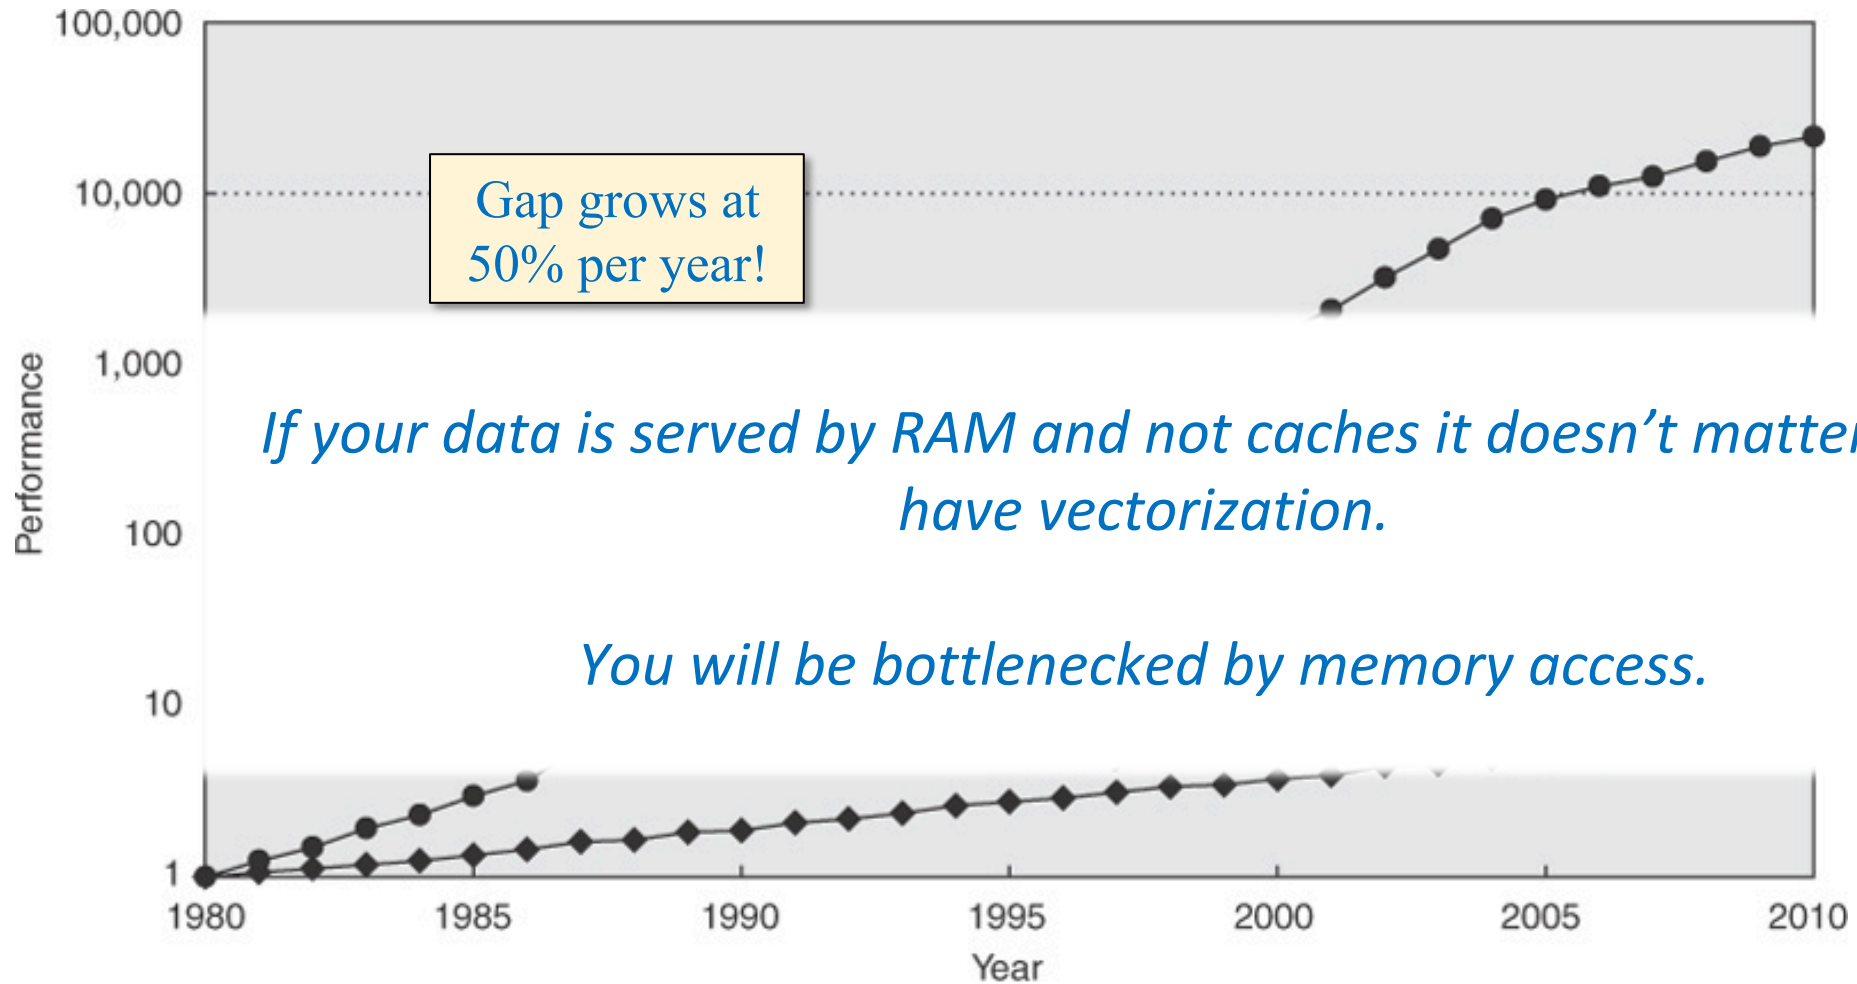 100,000
10,000
1,000
100
10
1
Performance
Gap grows at
50% per year!
If your data is served by RAM and not caches it doesn’t matter
have vectorization.
You will be bottlenecked by memory access.
1980 1985 1990 1995 2000 2005 2010
Year